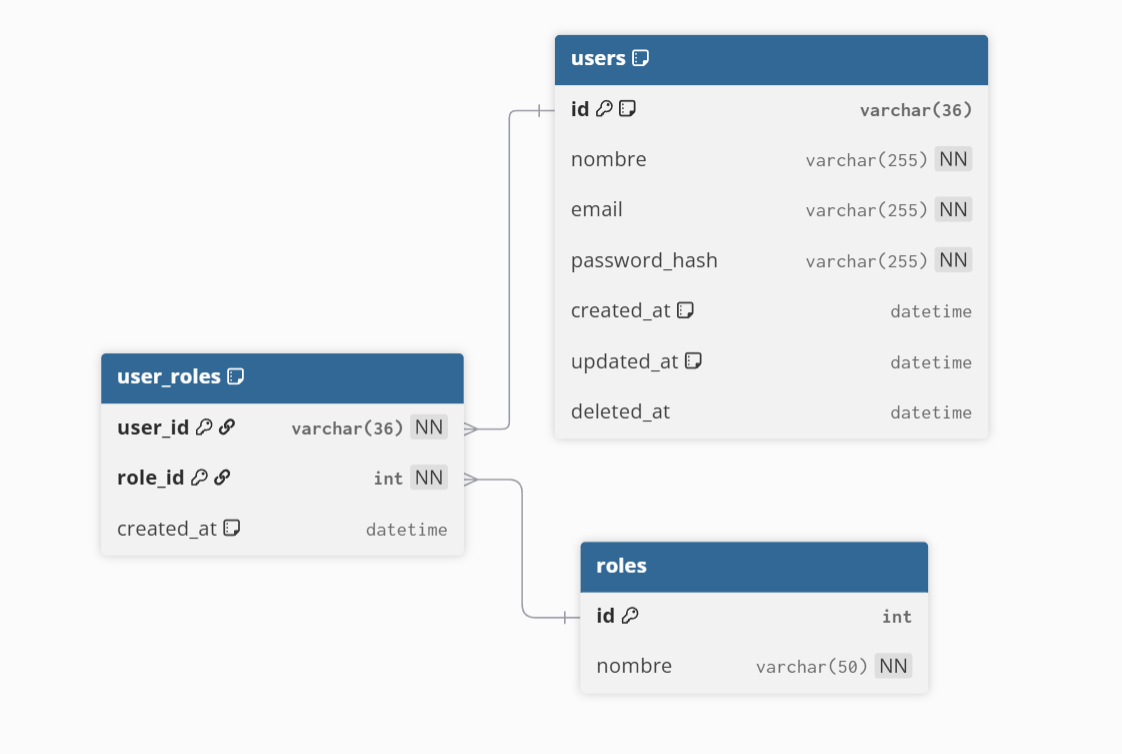 users
id varchar(36)
nombre varchar(255) NN
email varchar(255) NN
password_hash varchar(255) NN
created_at datetime
updated_at datetime
deleted_at datetime
user_roles
user_id varchar(36) NN
role_id int NN
created_at datetime
roles
id int
nombre varchar(50) NN